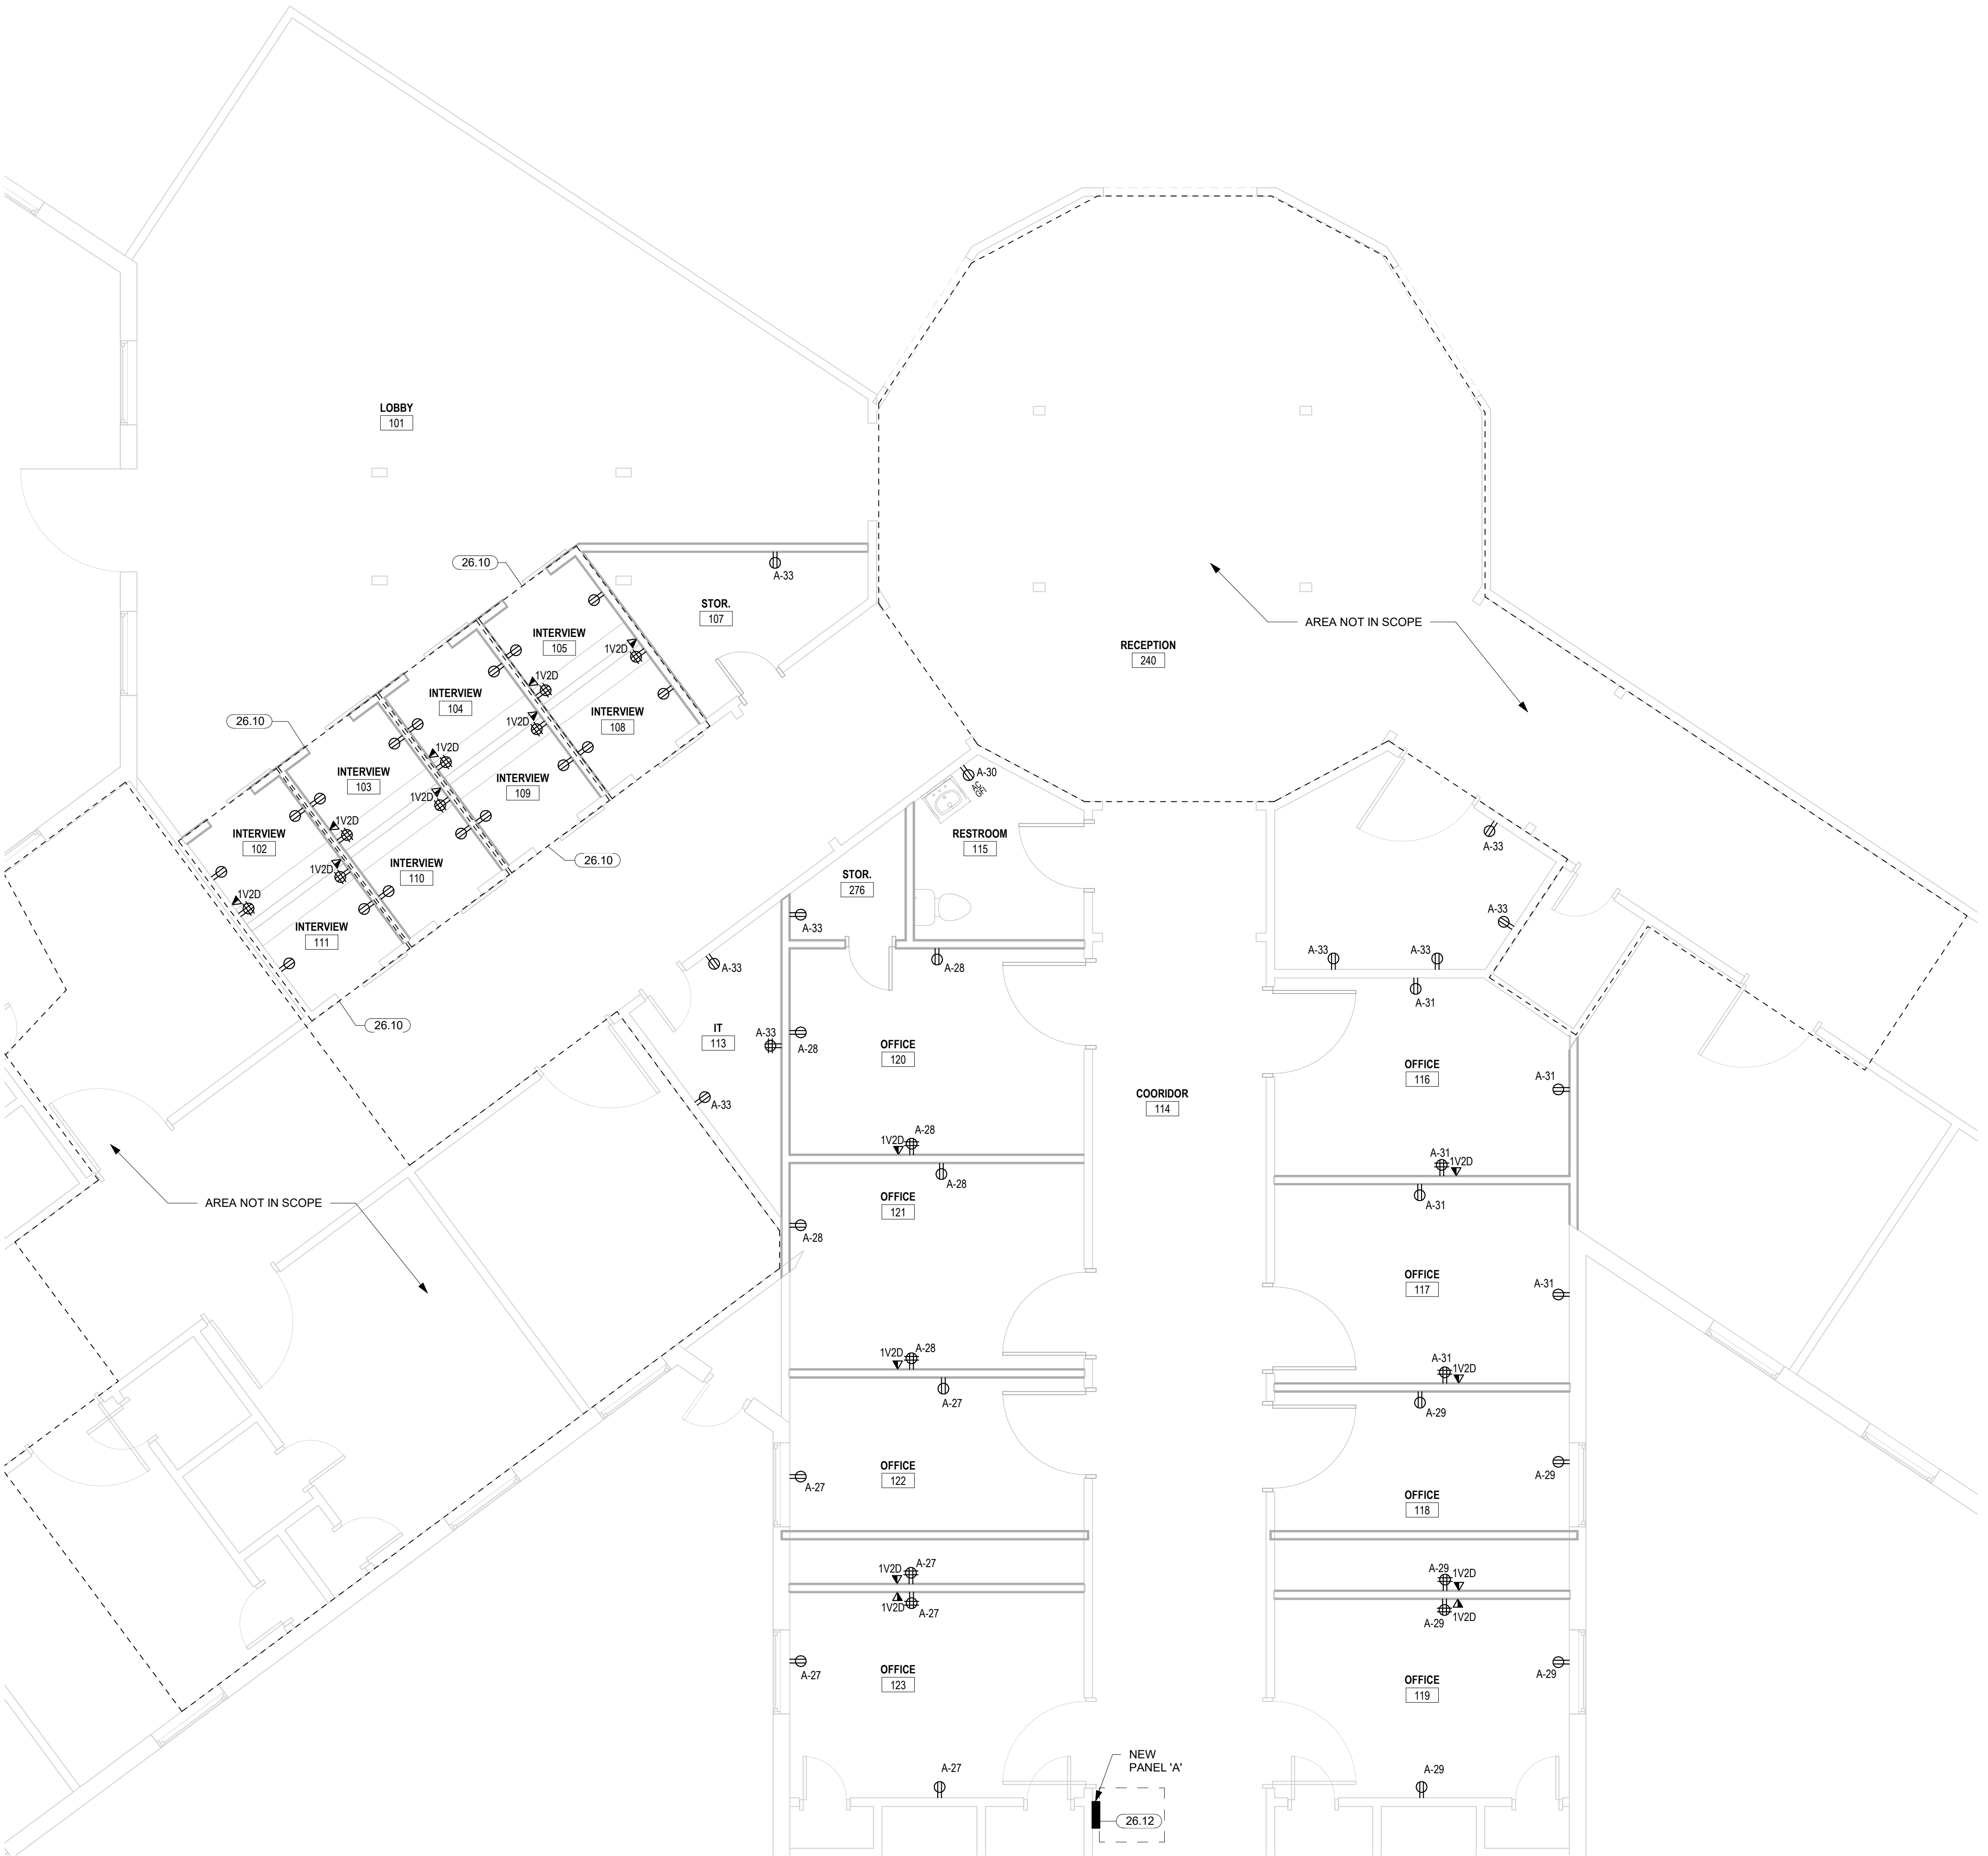 LOBBY
101
26.10
A-33
STOR.
107
INTERVIEW
105
1V2D
1V2D
INTERVIEW
104
1V2D
INTERVIEW
108
26.10
1V2D
INTERVIEW
103
1V2D
INTERVIEW
109
1V2D
INTERVIEW
102
1V2D
INTERVIEW
110
26.10
1V2D
INTERVIEW
111
26.10
RECEPTION
240
AREA NOT IN SCOPE
A-30
RESTROOM
115
STOR.
276
A-33
A-33
A-28
A-33
A-33
A-33
A-33
A-31
IT
113
A-33
A-28
A-33
OFFICE
120
OFFICE
116
A-31
COORIDOR
114
1V2D
A-28
A-28
A-31
1V2D
A-31
AREA NOT IN SCOPE
OFFICE
121
A-28
OFFICE
117
A-31
1V2D
A-28
A-27
A-31
1V2D
A-29
OFFICE
122
A-27
A-29
OFFICE
118
1V2D
A-27
1V2D
A-27
A-29
1V2D
A-29
1V2D
OFFICE
123
A-27
OFFICE
119
A-29
NEW
PANEL 'A'
A-27
A-29
26.12